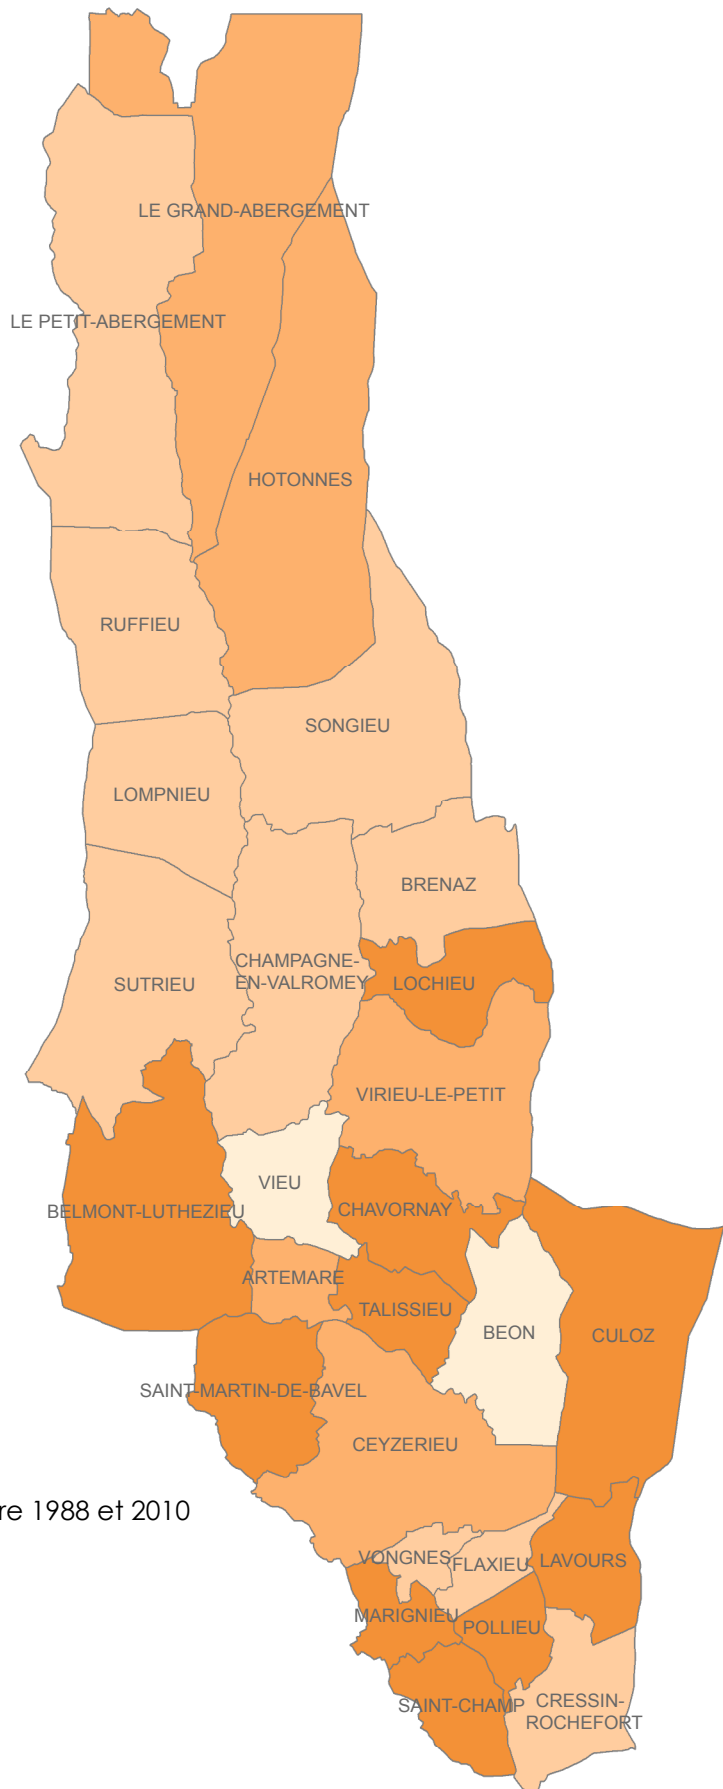 LE GRAND-ABERGEMENT
LE PETIT-ABERGEMENT
HOTONNES
RUFFIEU
SONGIEU
LOMPNIEU
BRENAZ
CHAMPAGNE-
EN-VALROMEY
SUTRIEU
LOCHIEU
VIRIEU-LE-PETIT
VIEU
BELMONT-LUTHEZIEU
CHAVORNAY
ARTEMARE
TALISSIEU
BEON
CULOZ
SAINT-MARTIN-DE-BAVEL
CEYZERIEU
re 1988 et 2010
VONGNES
FLAXIEU
LAVOURS
MARIGNIEU
POLLIEU
SAINT-CHAMP
CRESSIN-
ROCHEFORT